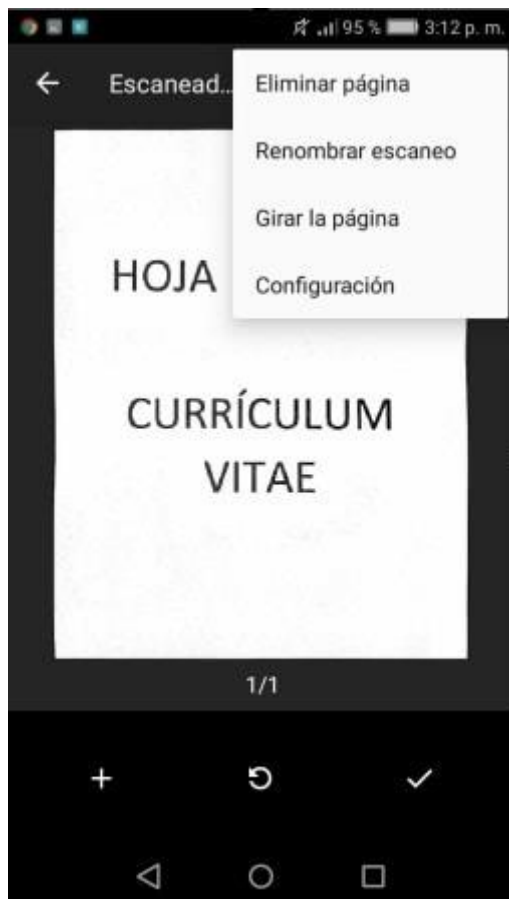 95 % 3:12 p. m.
Escanead...
Eliminar página
Renombrar escaneo
Girar la página
Configuración
HOJA
CURRÍCULUM
VITAE
1/1